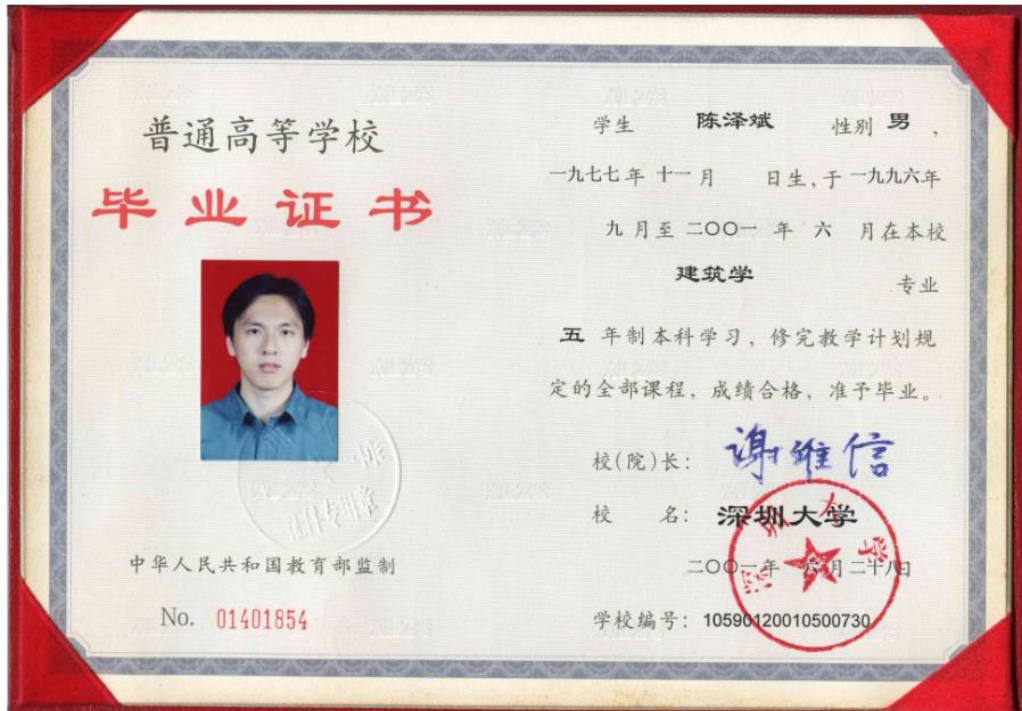 普通高等学校
毕业证书
中华人民共和国教育部监制
No. 01401854
学生 陈泽斌 性别 男，
一九七七年 十一月 日生，于 一九九六年
九月至 二〇〇一 年 六 月在本校
建筑学 专业
五 年制本科学习，修完教学计划规
定的全部课程，成绩合格，准予毕业。
校(院)长： 谢维信
校 名： 深圳大学
二〇〇一年 六月二十八日
学校编号： 10590120010500730
深圳大学